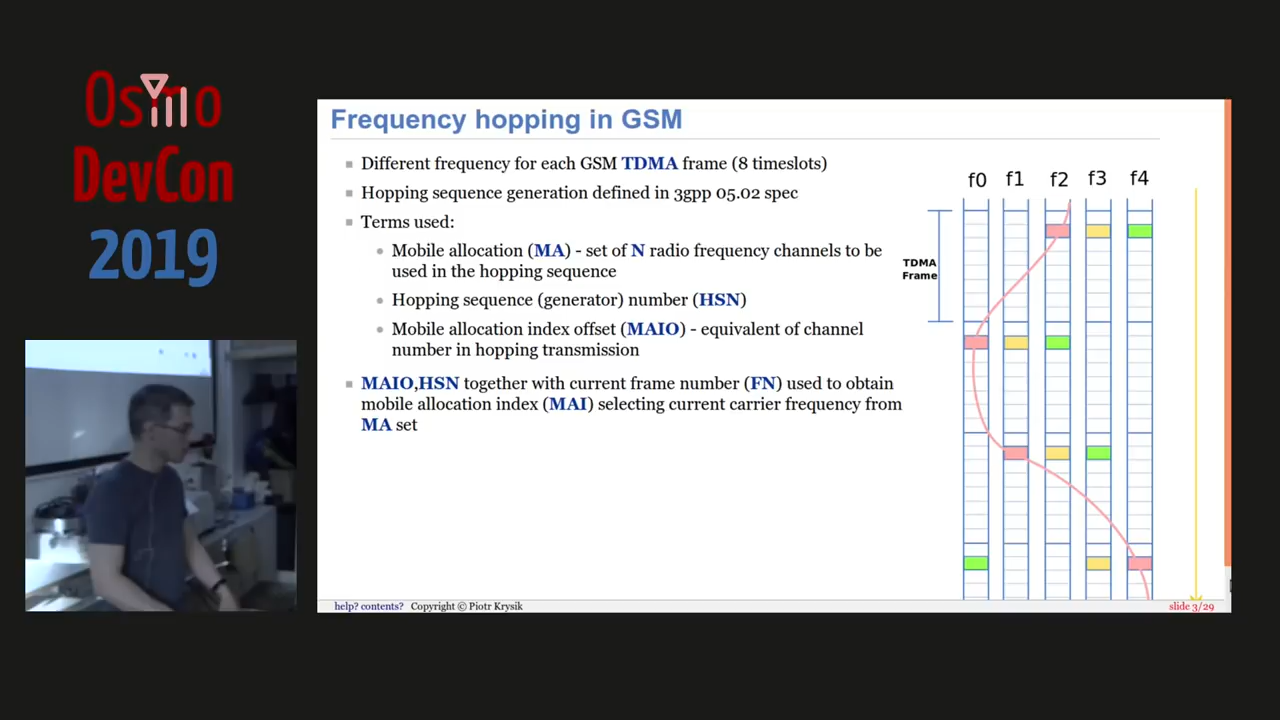 Osmo
DevCon
2019
Frequency hopping in GSM
Different frequency for each GSM TDMA frame (8 timeslots)
Hopping sequence generation defined in 3gpp 05.02 spec
Terms used:
Mobile allocation (MA) - set of N radio frequency channels to be
used in the hopping sequence
Hopping sequence (generator) number (HSN)
Mobile allocation index offset (MAIO) - equivalent of channel
number in hopping transmission
MAIO,HSN together with current frame number (FN) used to obtain
mobile allocation index (MAI) selecting current carrier frequency from
MA set
f0 f1 f2 f3 f4
TDMA
Frame
help? contents? Copyright © Piotr Krysik
slide 3/29